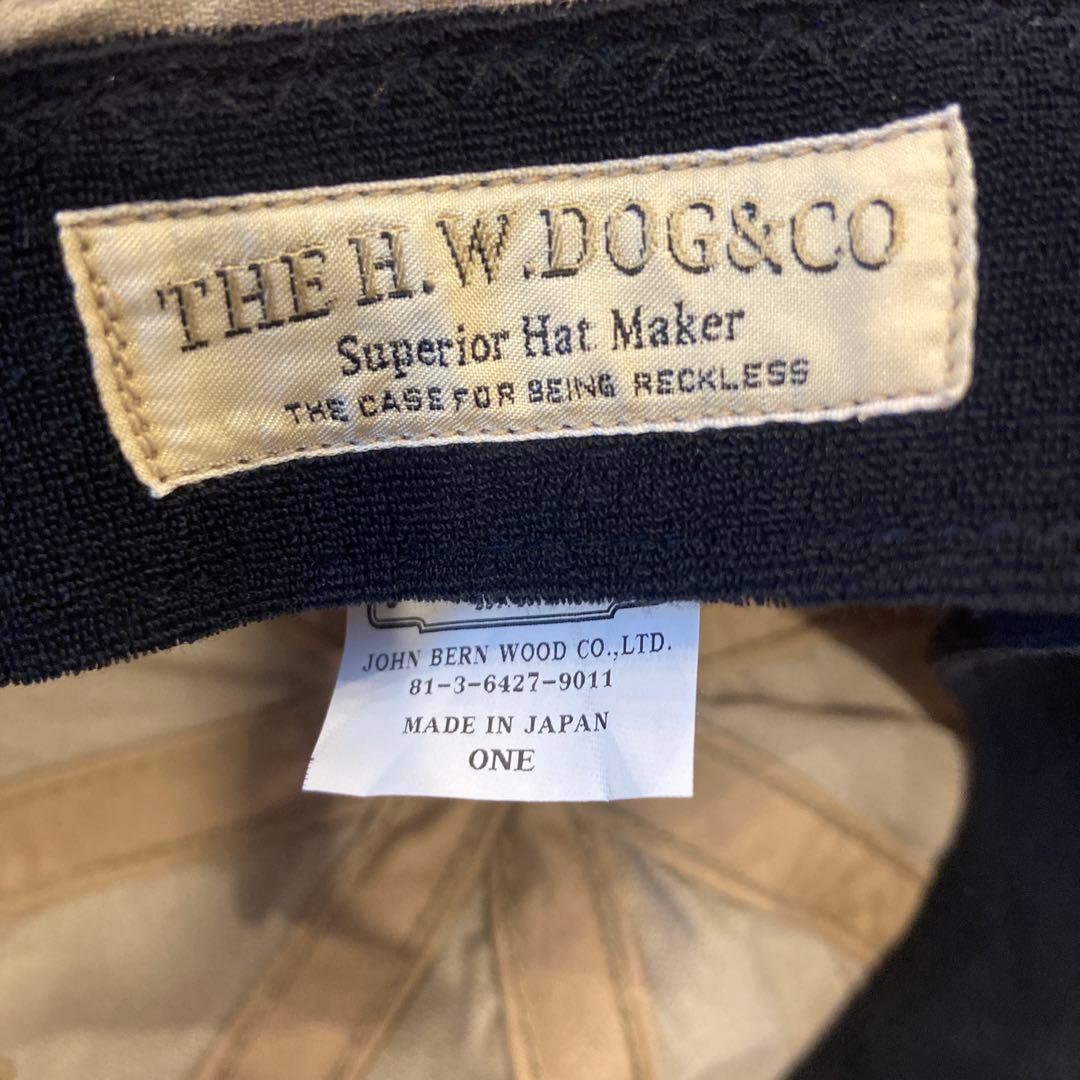 THE H.W.DOG&CO
Superior Hat Maker
THE CASE FOR BEING RECKLESS
JOHN BERN WOOD CO.,LTD.
81-3-6427-9011
MADE IN JAPAN
ONE